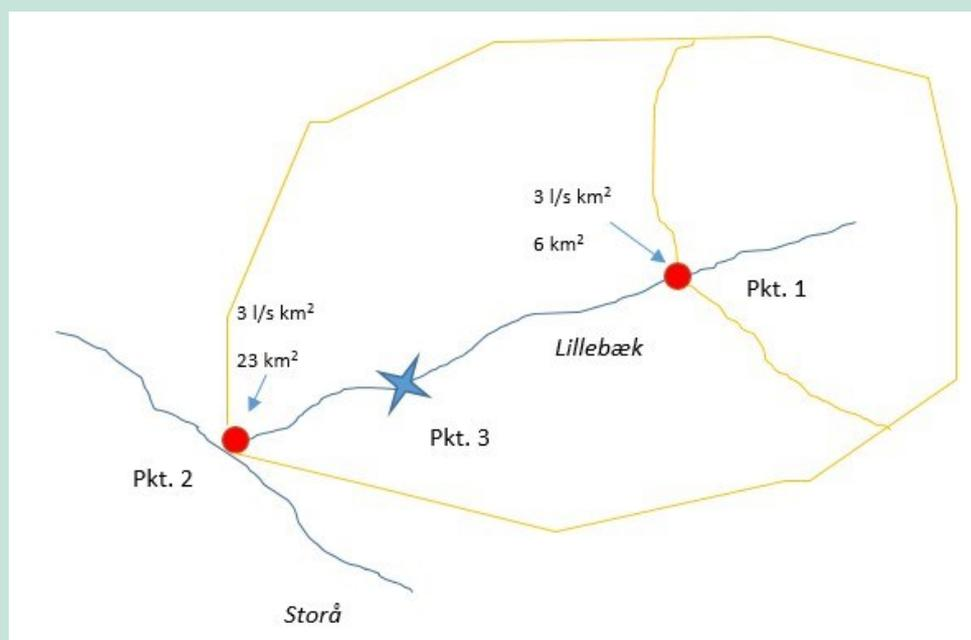 3 l/s km²
6 km²
Pkt. 1
3 l/s km²
Lillebæk
23 km²
Pkt. 3
Pkt. 2
Storå